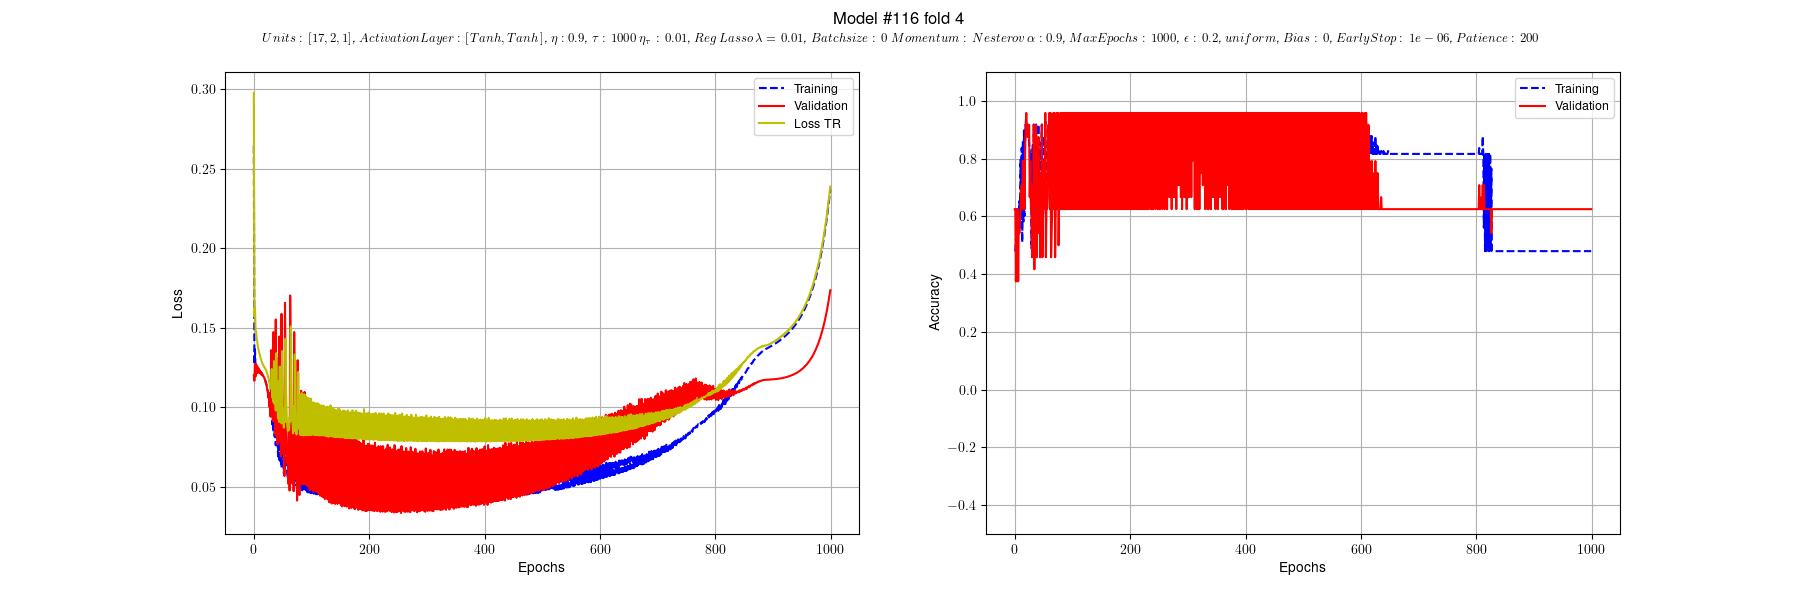 Model #116 fold 4
Units : [17, 2, 1], ActivationLayer : [Tanh, Tanh], η : 0.9, τ : 1000 η_τ : 0.01, Reg Lasso λ = 0.01, Batchsize : 0 Momentum : Nesterov α : 0.9, MaxEpochs : 1000, ϵ : 0.2, uniform, Bias : 0, EarlyStop : 1e − 06, Patience : 200
0.30
0.25
0.20
0.15
0.10
0.05
Loss
Training
Validation
Loss TR
0 200 400 600 800 1000
Epochs
1.0
0.8
0.6
0.4
0.2
0.0
−0.2
−0.4
Accuracy
Training
Validation
0 200 400 600 800 1000
Epochs